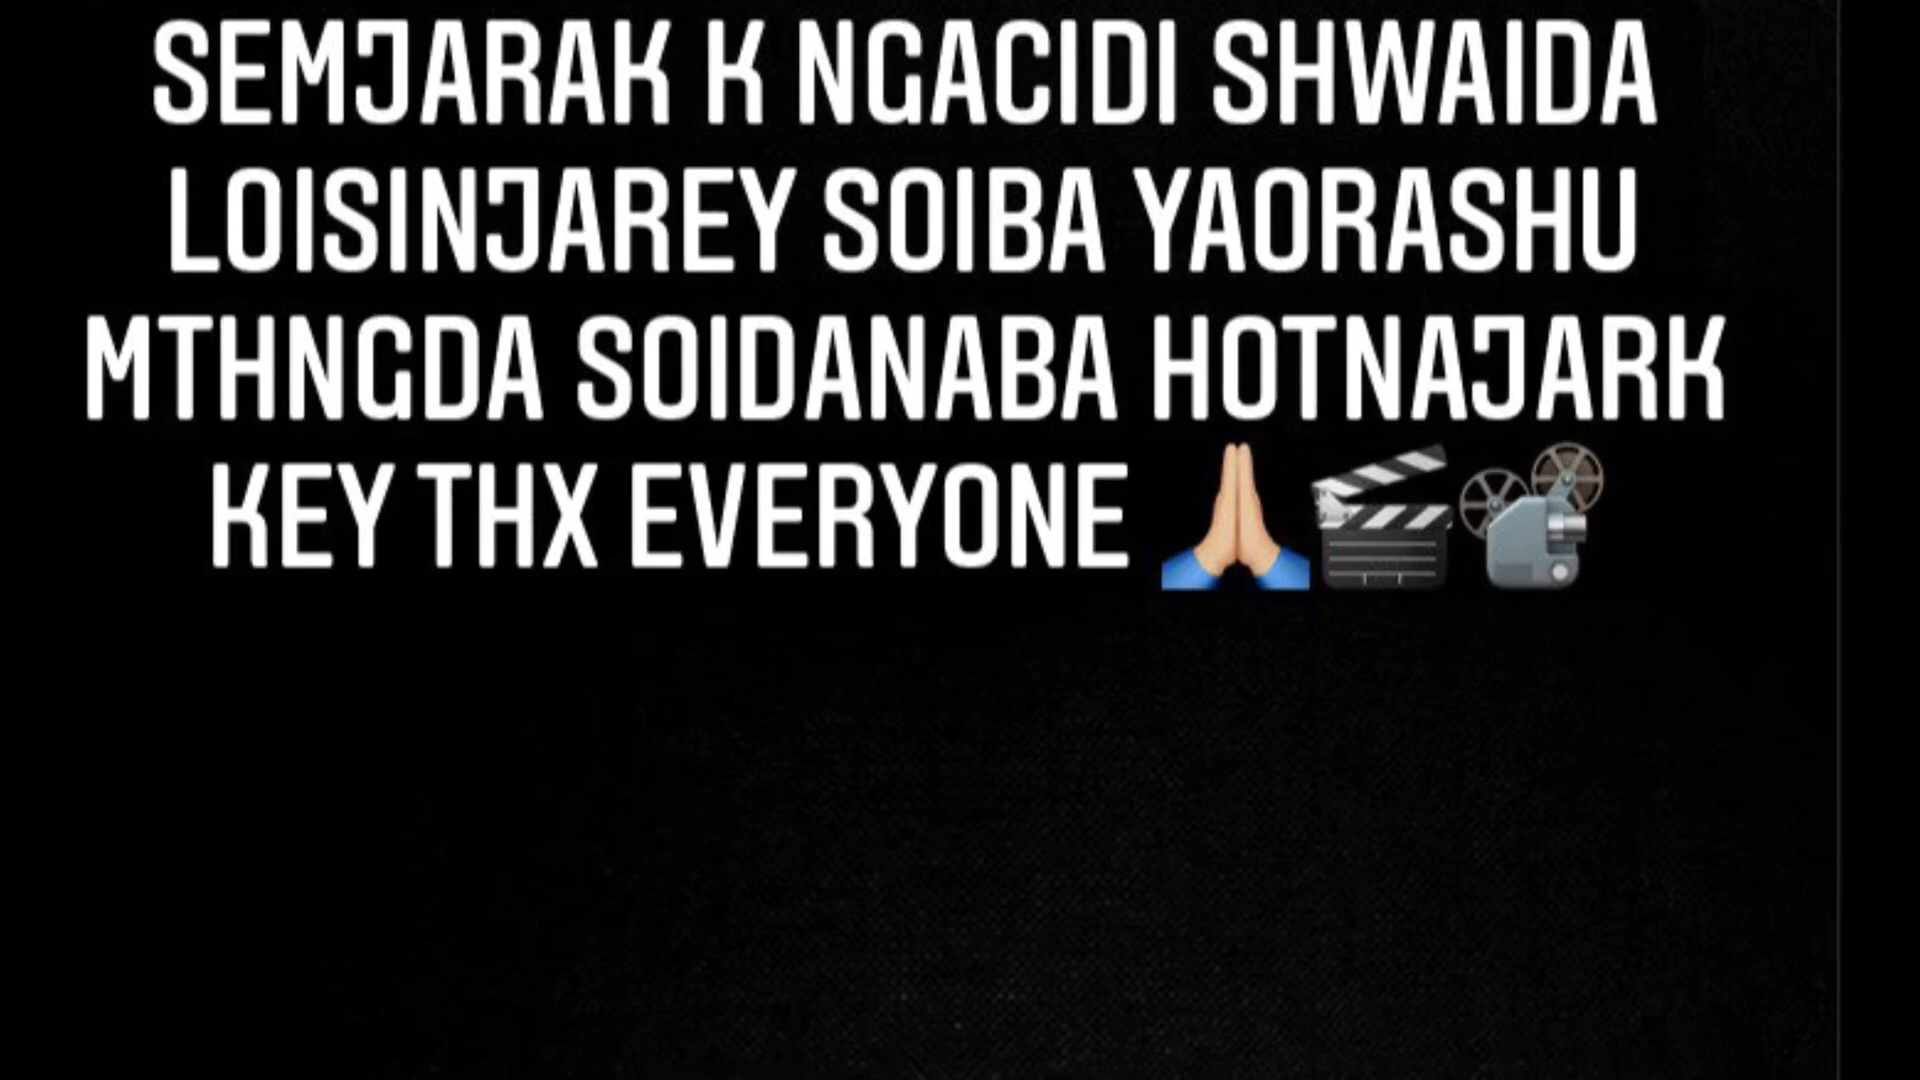 SEMJARAK K NGACIDI SHWAIDA
LOISINJAREY SOIBA YAORASHU
MTHNGDA SOIDANABA HOTNAJARK
KEY THX EVERYONE 🙏🏼🎬📽️